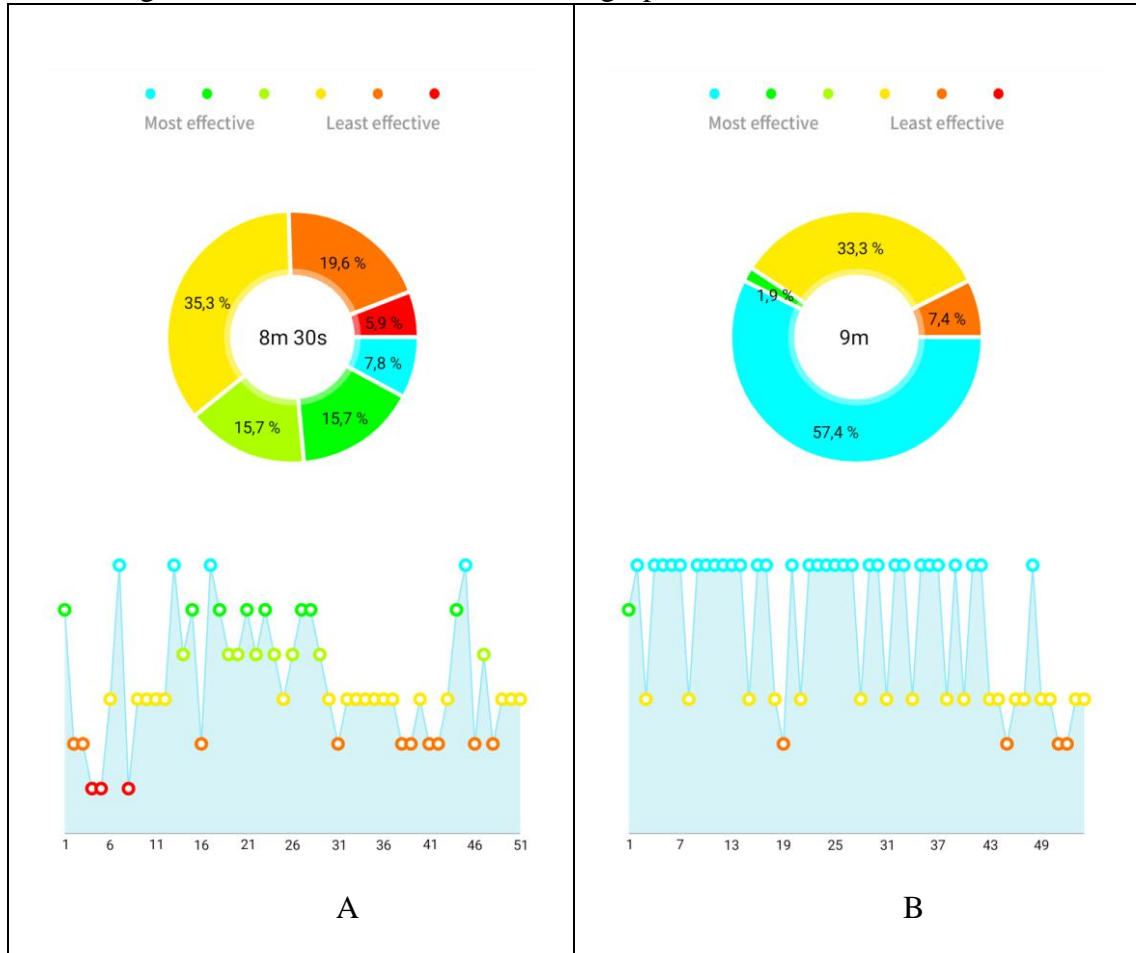 Most effective Least effective
19,6 %
35,3 %
5,9 %
8m 30s
7,8 %
15,7 %
15,7 %
1 6 11 16 21 26 31 36 41 46 51
A
Most effective Least effective
33,3 %
1,9 %
7,4 %
9m
57,4 %
1 7 13 19 25 31 37 43 49
B